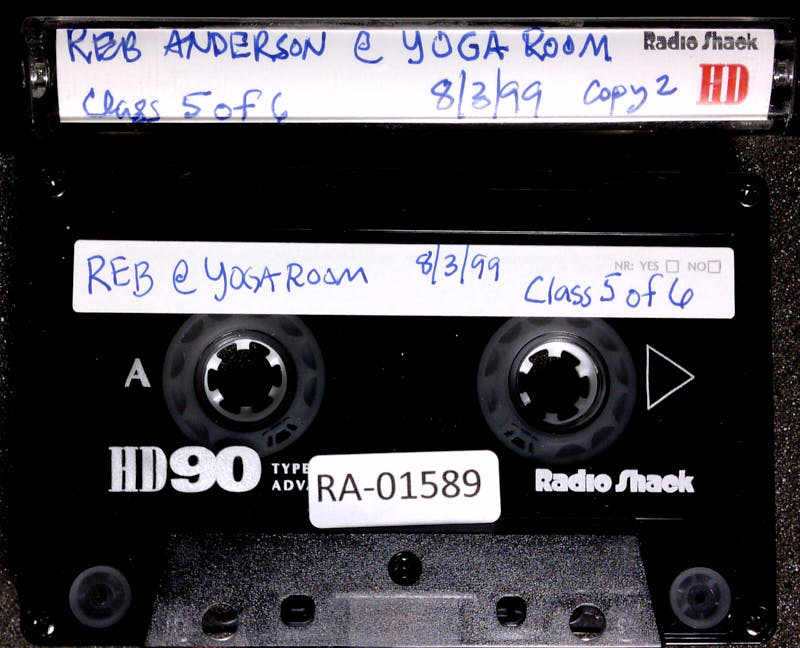 REB ANDERSON @ YOGA ROOM Radio Shack
Class 5 of 6 8/3/99 Copy 2 HD
REB @ YOGA ROOM 8/3/99 NR: YES NO
Class 5 of 6
A
HD90 TYPE
ADV
RA-01589
Radio Shack